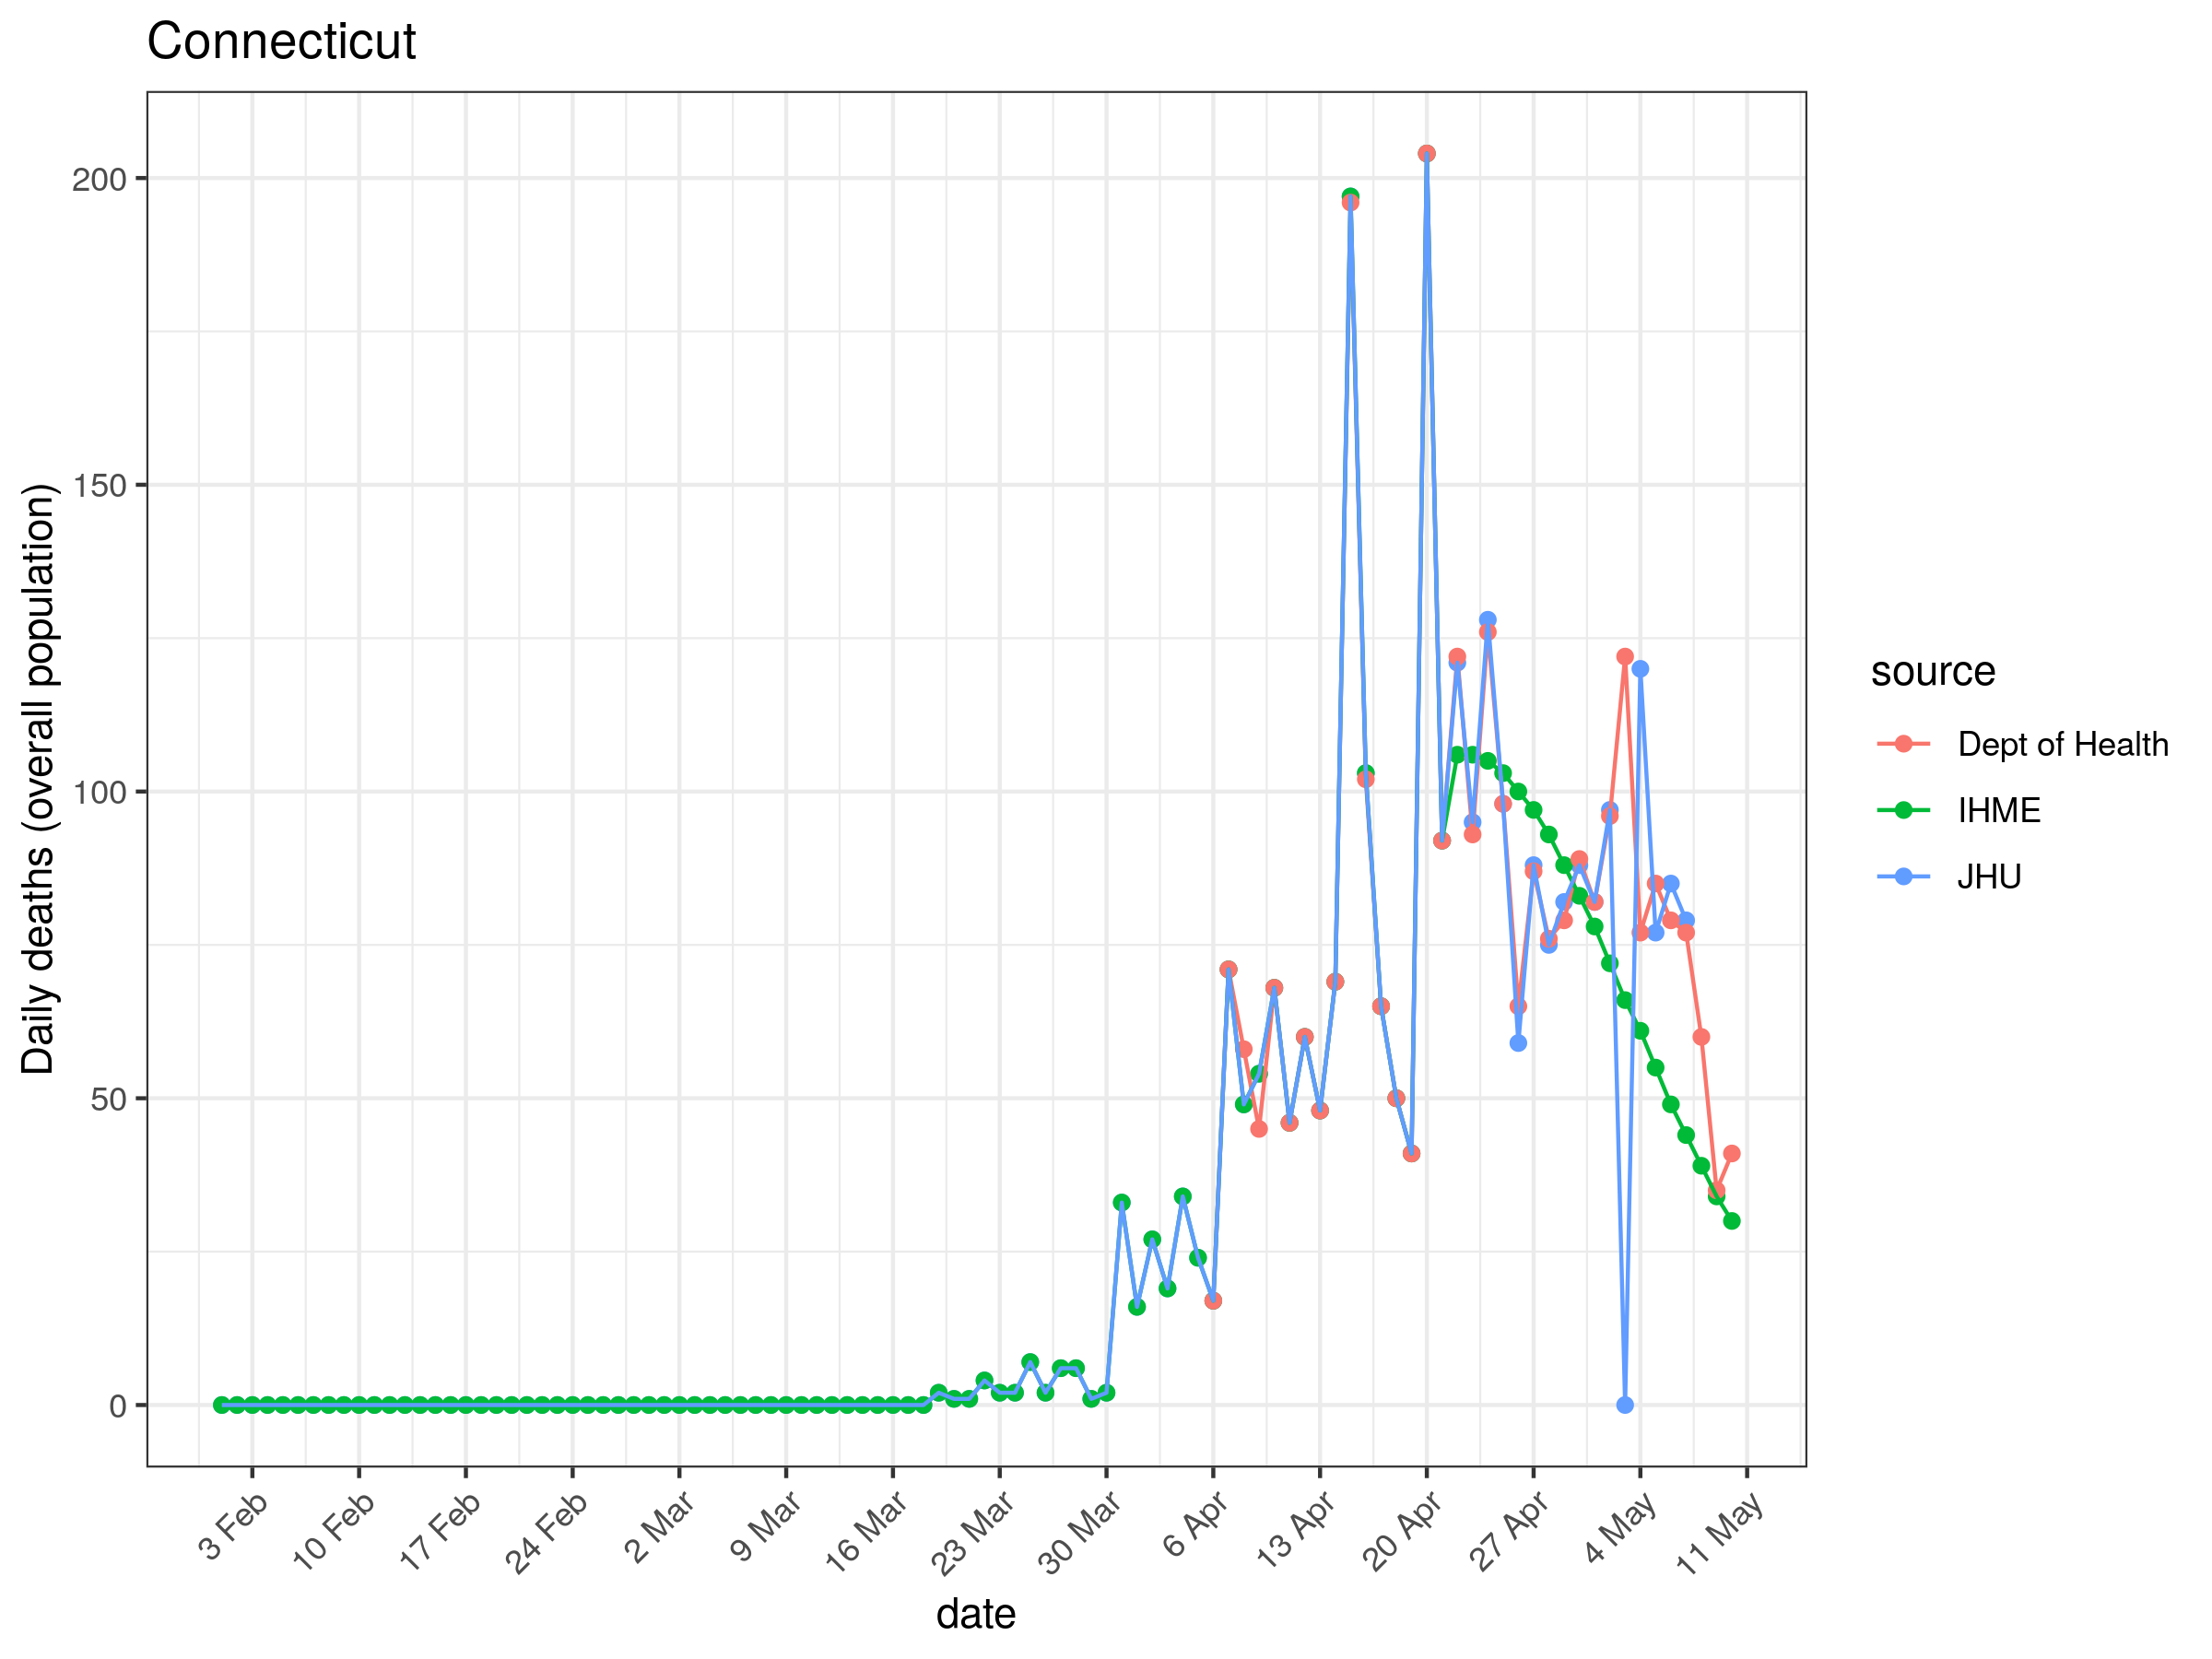 Connecticut
Daily deaths (overall population)
200
150
100
50
0
3 Feb
10 Feb
17 Feb
24 Feb
2 Mar
9 Mar
16 Mar
23 Mar
30 Mar
6 Apr
13 Apr
20 Apr
27 Apr
4 May
11 May
date
source
Dept of Health
IHME
JHU